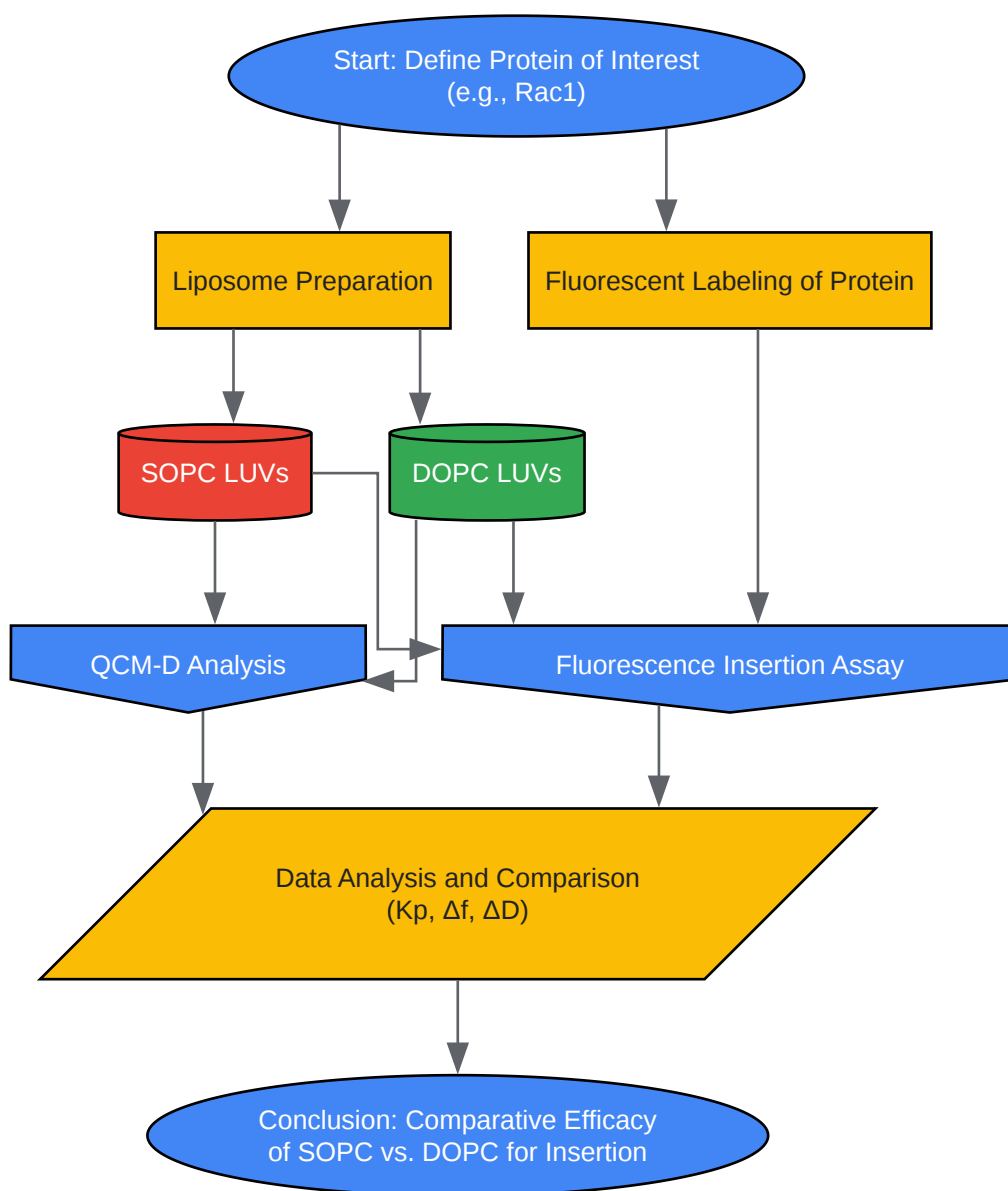 Start: Define Protein of Interest
(e.g., Rac1)
Liposome Preparation
Fluorescent Labeling of Protein
SOPC LUVs
DOPC LUVs
QCM-D Analysis
Fluorescence Insertion Assay
Data Analysis and Comparison
(Kp, Δf, ΔD)
Conclusion: Comparative Efficacy
of SOPC vs. DOPC for Insertion